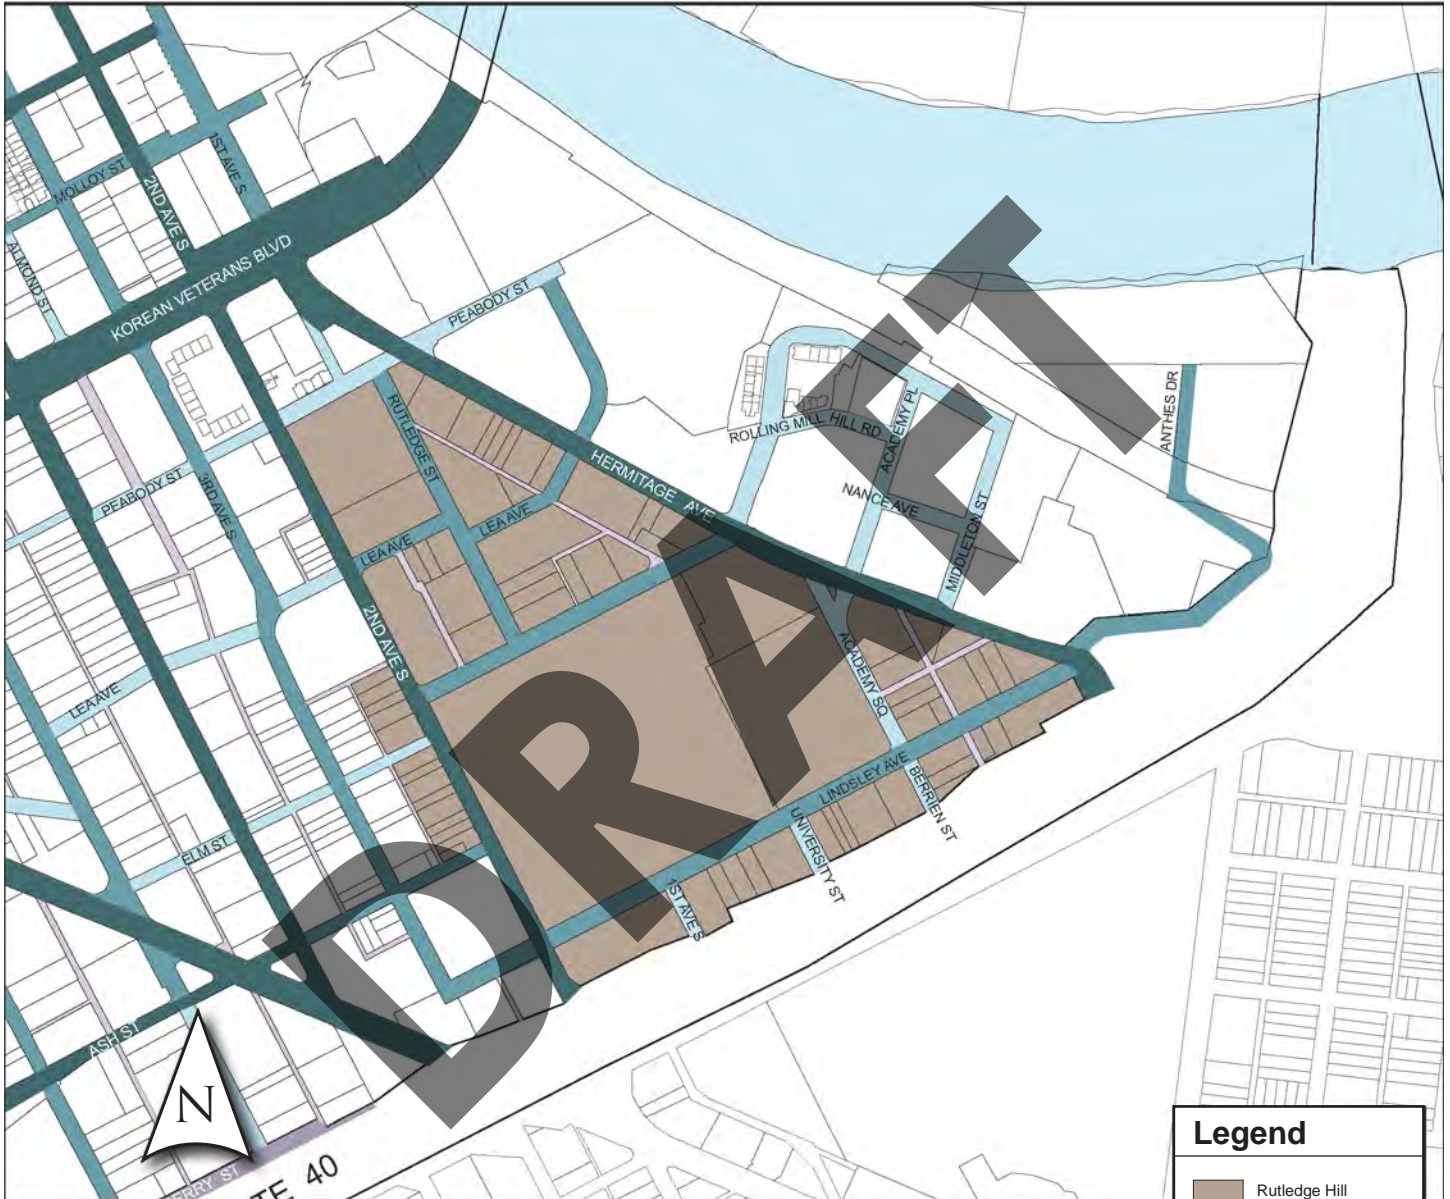 1ST AVE S
MOLLOY ST
2ND AVE S
ALMOND ST
KOREAN VETERANS BLVD
PEABODY ST
RUTLEDGE ST
ANTHES DR
ACADEMY PL
ROLLING MILL HILL RD
HERMITAGE AVE
PEABODY ST
3RD AVE S
NANCE AVE
LEA AVE
LEA AVE
MIDDLETON ST
2ND AVE S
ACADEMY SQ
LEA AVE
LINDSLEY AVE
BERRIEN ST
UNIVERSITY ST
ELM ST
1ST AVE S
DRAFT
ASH ST
N
ERRY ST
TE 40
Legend
Rutledge Hill